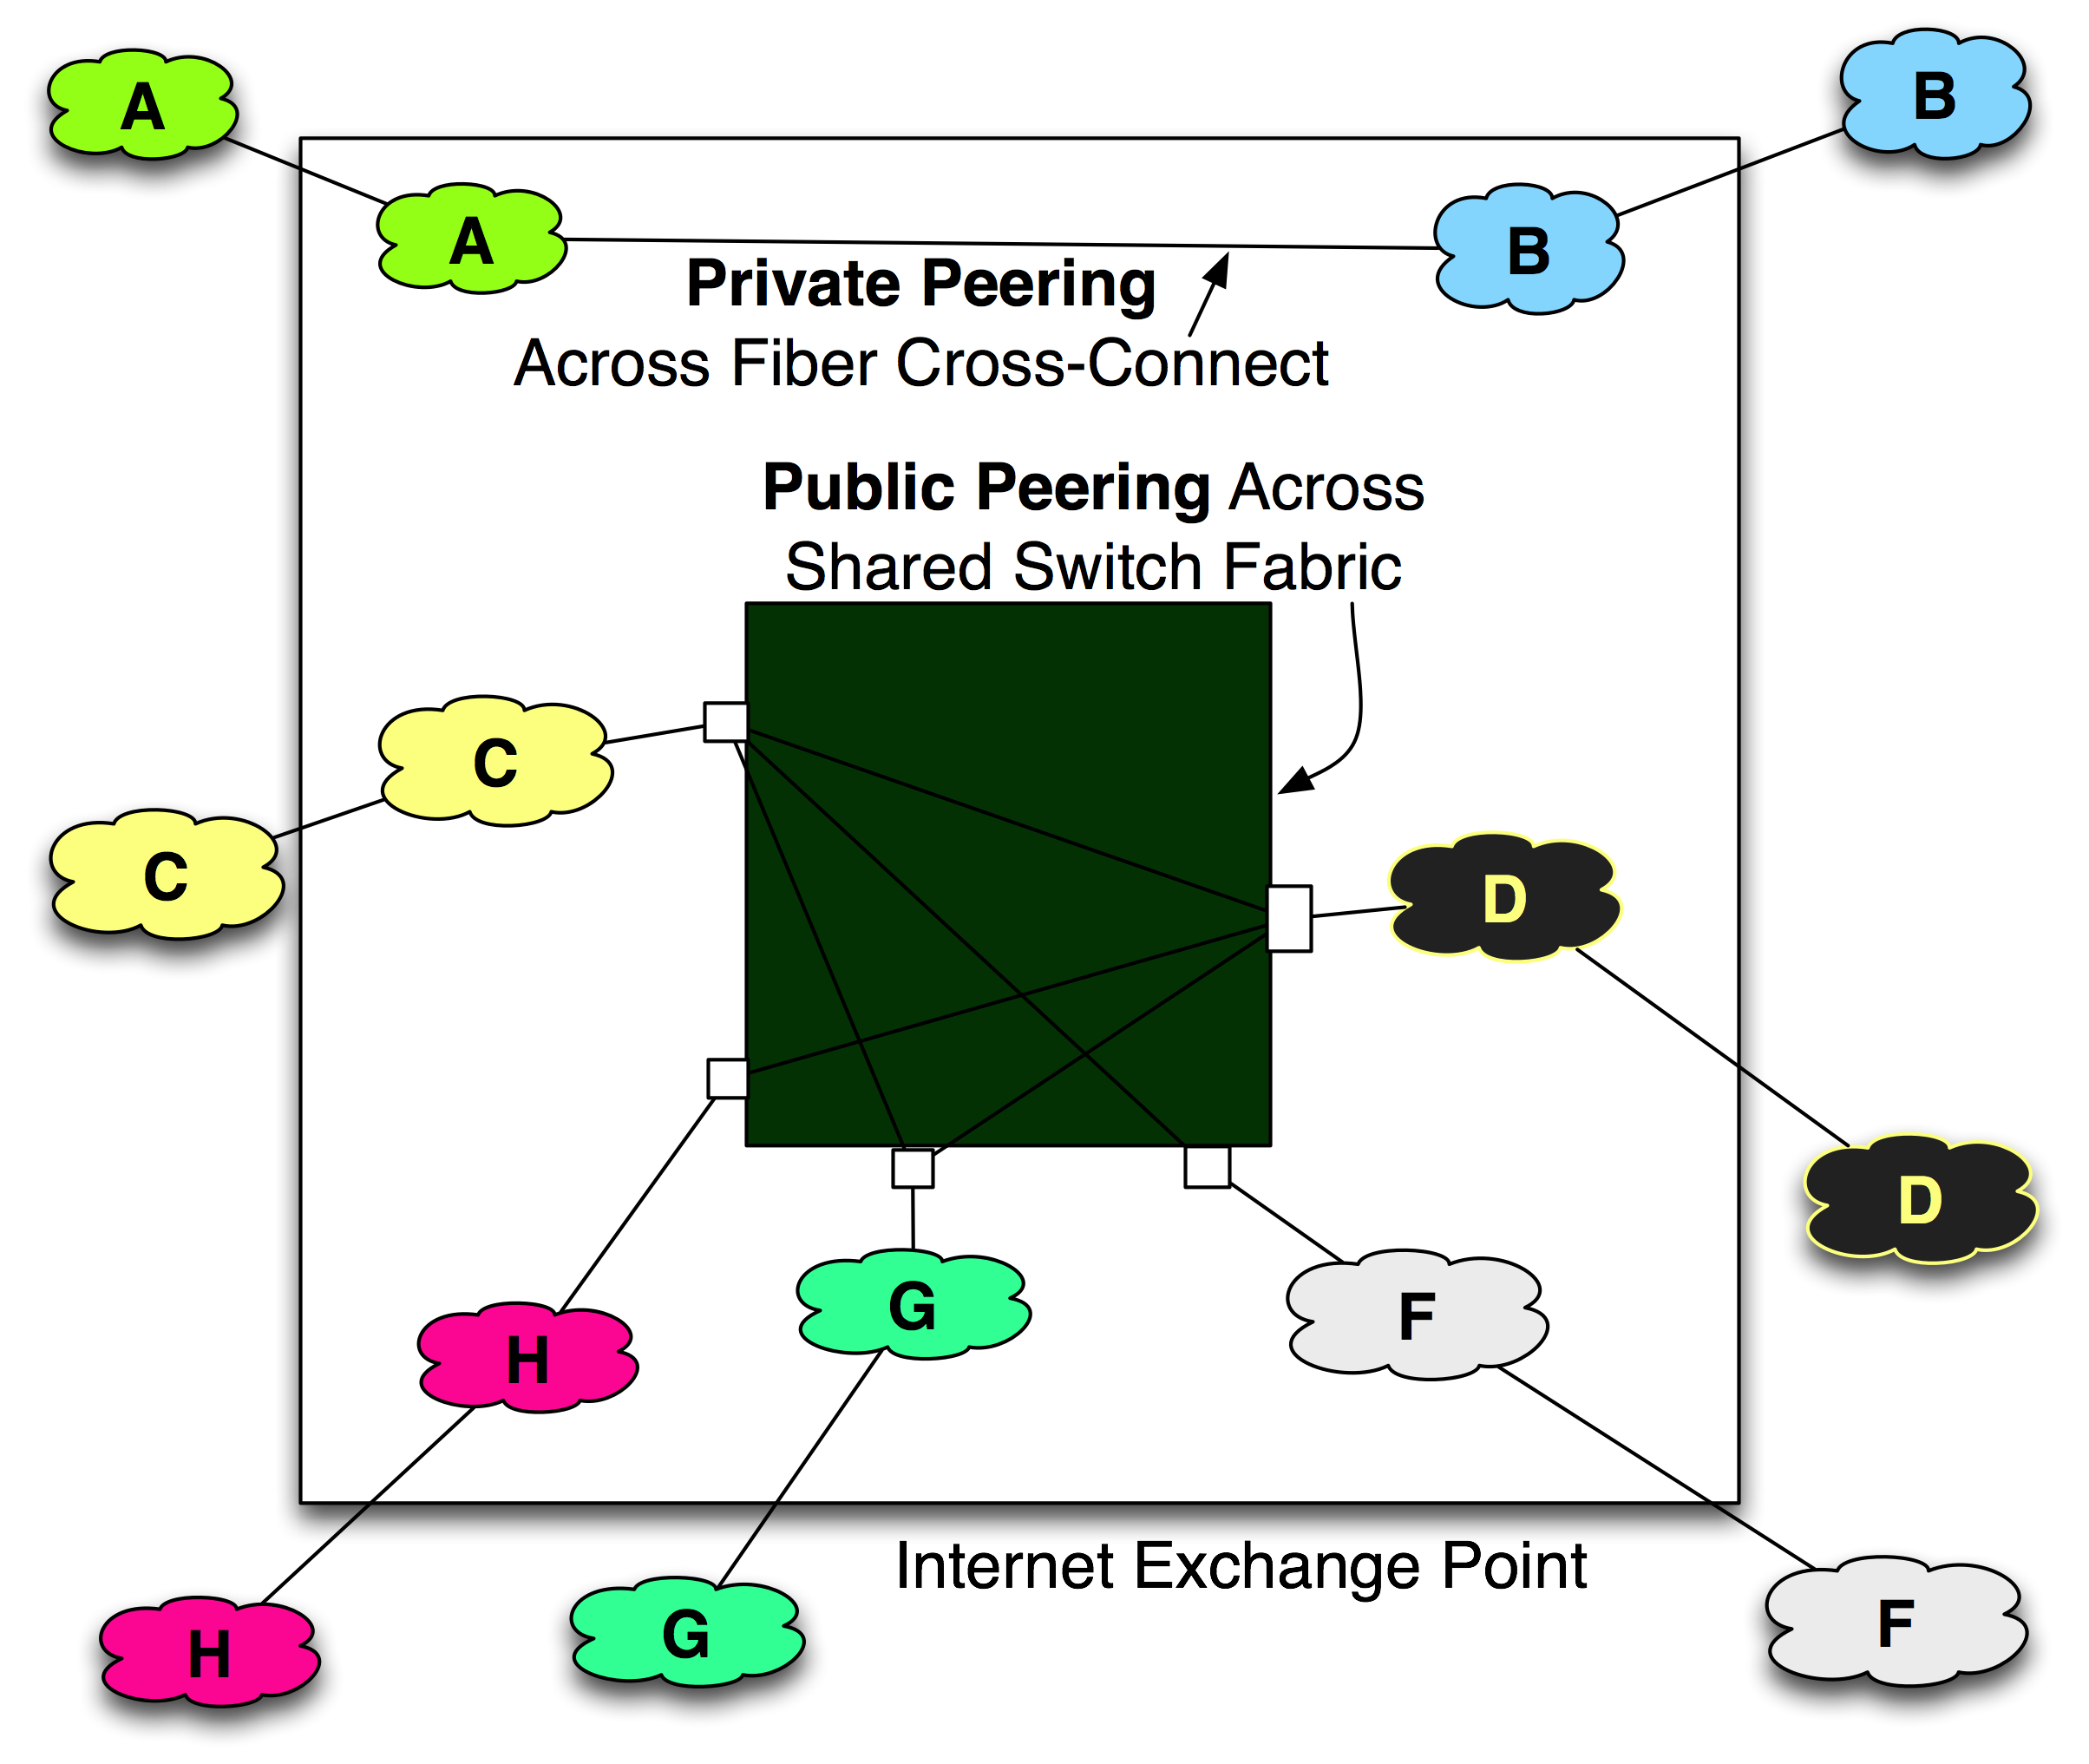 A
B
A
B
Private Peering
Across Fiber Cross-Connect
Public Peering Across
Shared Switch Fabric
C
C
D
D
G
F
H
Internet Exchange Point
H
G
F